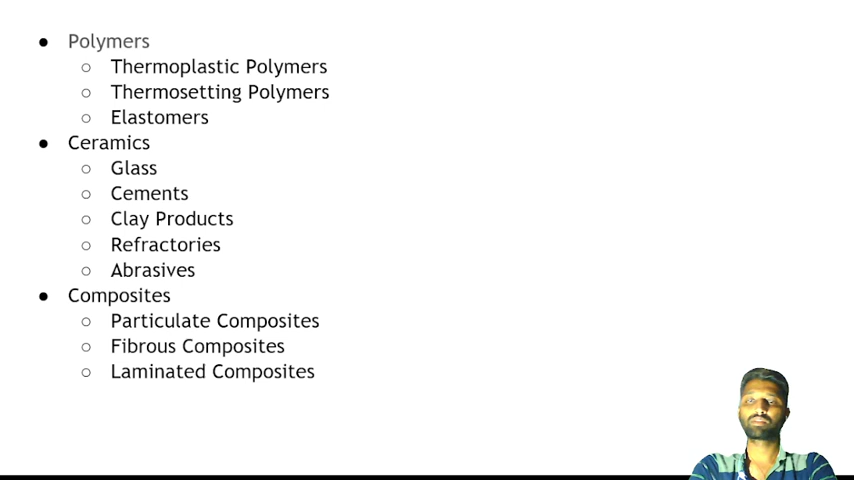 ● Polymers
○ Thermoplastic Polymers
○ Thermosetting Polymers
○ Elastomers
● Ceramics
○ Glass
○ Cements
○ Clay Products
○ Refractories
○ Abrasives
● Composites
○ Particulate Composites
○ Fibrous Composites
○ Laminated Composites